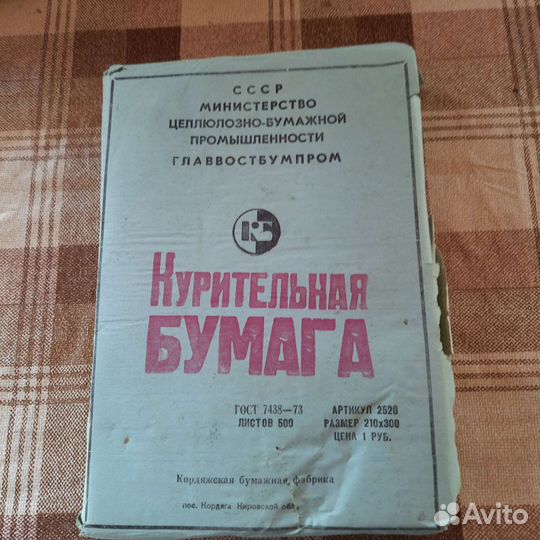 СССР
МИНИСТЕРСТВО
ЦЕЛЛЮЛОЗНО-БУМАЖНОЙ
ПРОМЫШЛЕННОСТИ
ГЛАВВОСТБУМПРОМ
КБ
КУРИТЕЛЬНАЯ
БУМАГА
ГОСТ 7438—73 АРТИКУЛ 2520
ЛИСТОВ 500 РАЗМЕР 210х300
ЦЕНА 1 РУБ.
Кордяжская бумажная фабрика
пос. Кордяга Кировской обл.
Avito